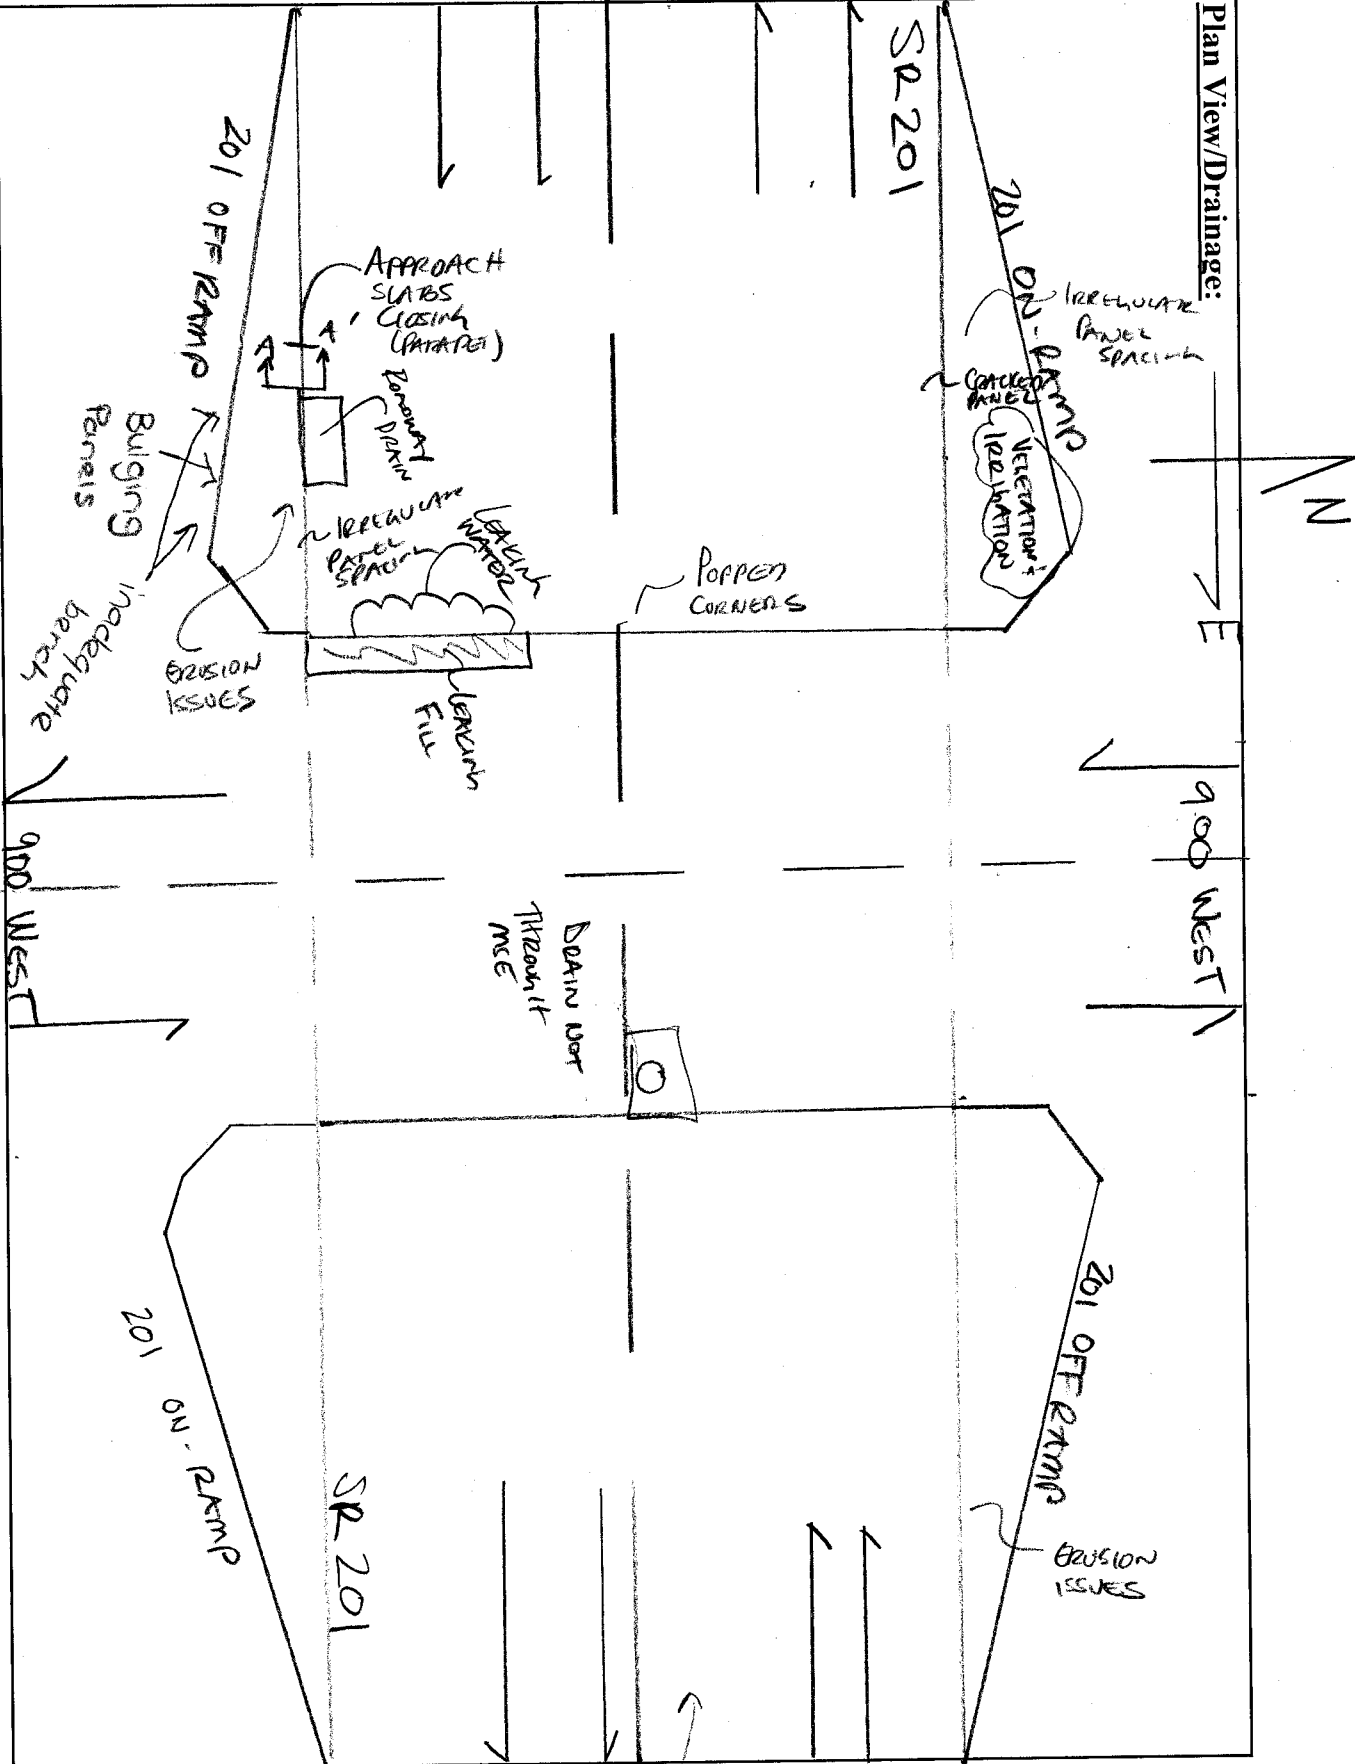 Plan View/Drainage:
N
E
SR 201
201 ON-RAMP
IRREGULAR
PANEL
SPACING
CRACKED
PANEL
VEGETATION +
IRRIGATION
201 OFF RAMP
APPROACH
SLABS
CLOSING
(PARAPET)
A
A
ROADWAY
DRAIN
IRREGULAR
PANEL
SPACING
LEAKING
WATER
POPPED
CORNERS
Bulging
Panels
inadequate
bench
EROSION
ISSUES
LEAKING
FILL
900 WEST
900 WEST
DRAIN NOT
THROUGH
MSE
201 OFF RAMP
201 ON-RAMP
SR 201
EROSION
ISSUES